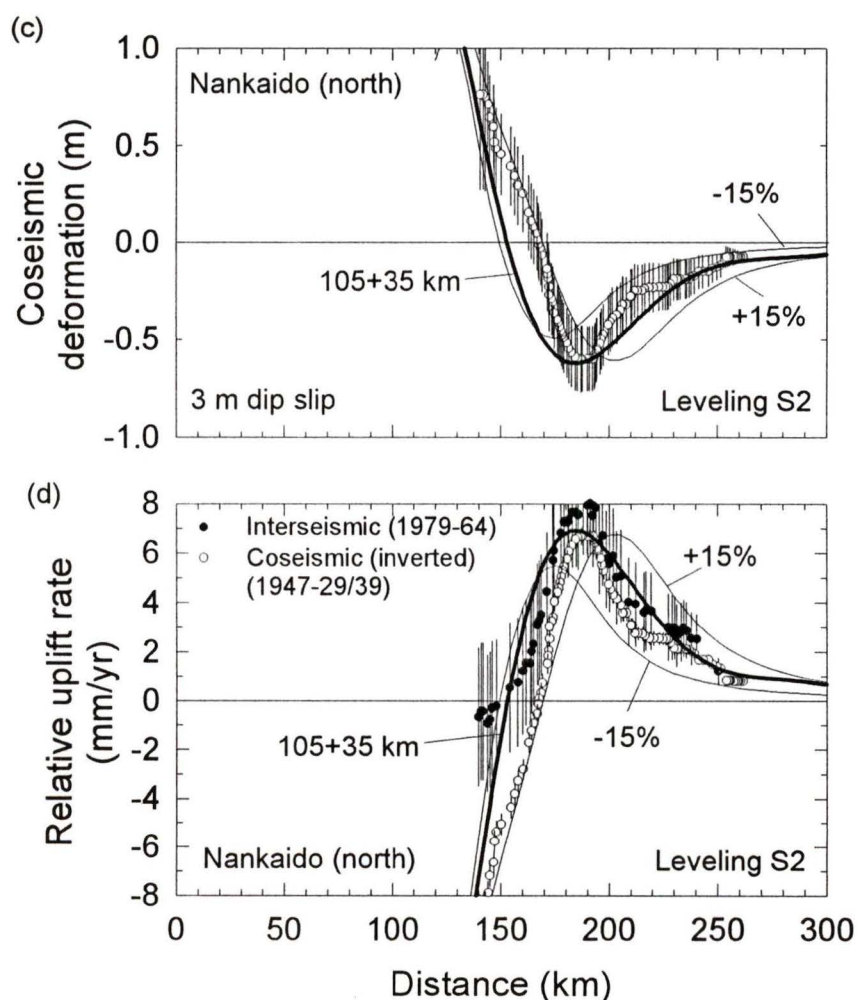 (c)
1.0
0.5
0.0
-0.5
-1.0
Coseismic
deformation (m)
Nankaido (north)
-15%
105+35 km
+15%
3 m dip slip
Leveling S2
(d)
8
6
4
2
0
-2
-4
-6
-8
Relative uplift rate
(mm/yr)
Interseismic (1979-64)
Coseismic (inverted)
(1947-29/39)
+15%
105+35 km
-15%
Nankaido (north)
Leveling S2
0 50 100 150 200 250 300
Distance (km)